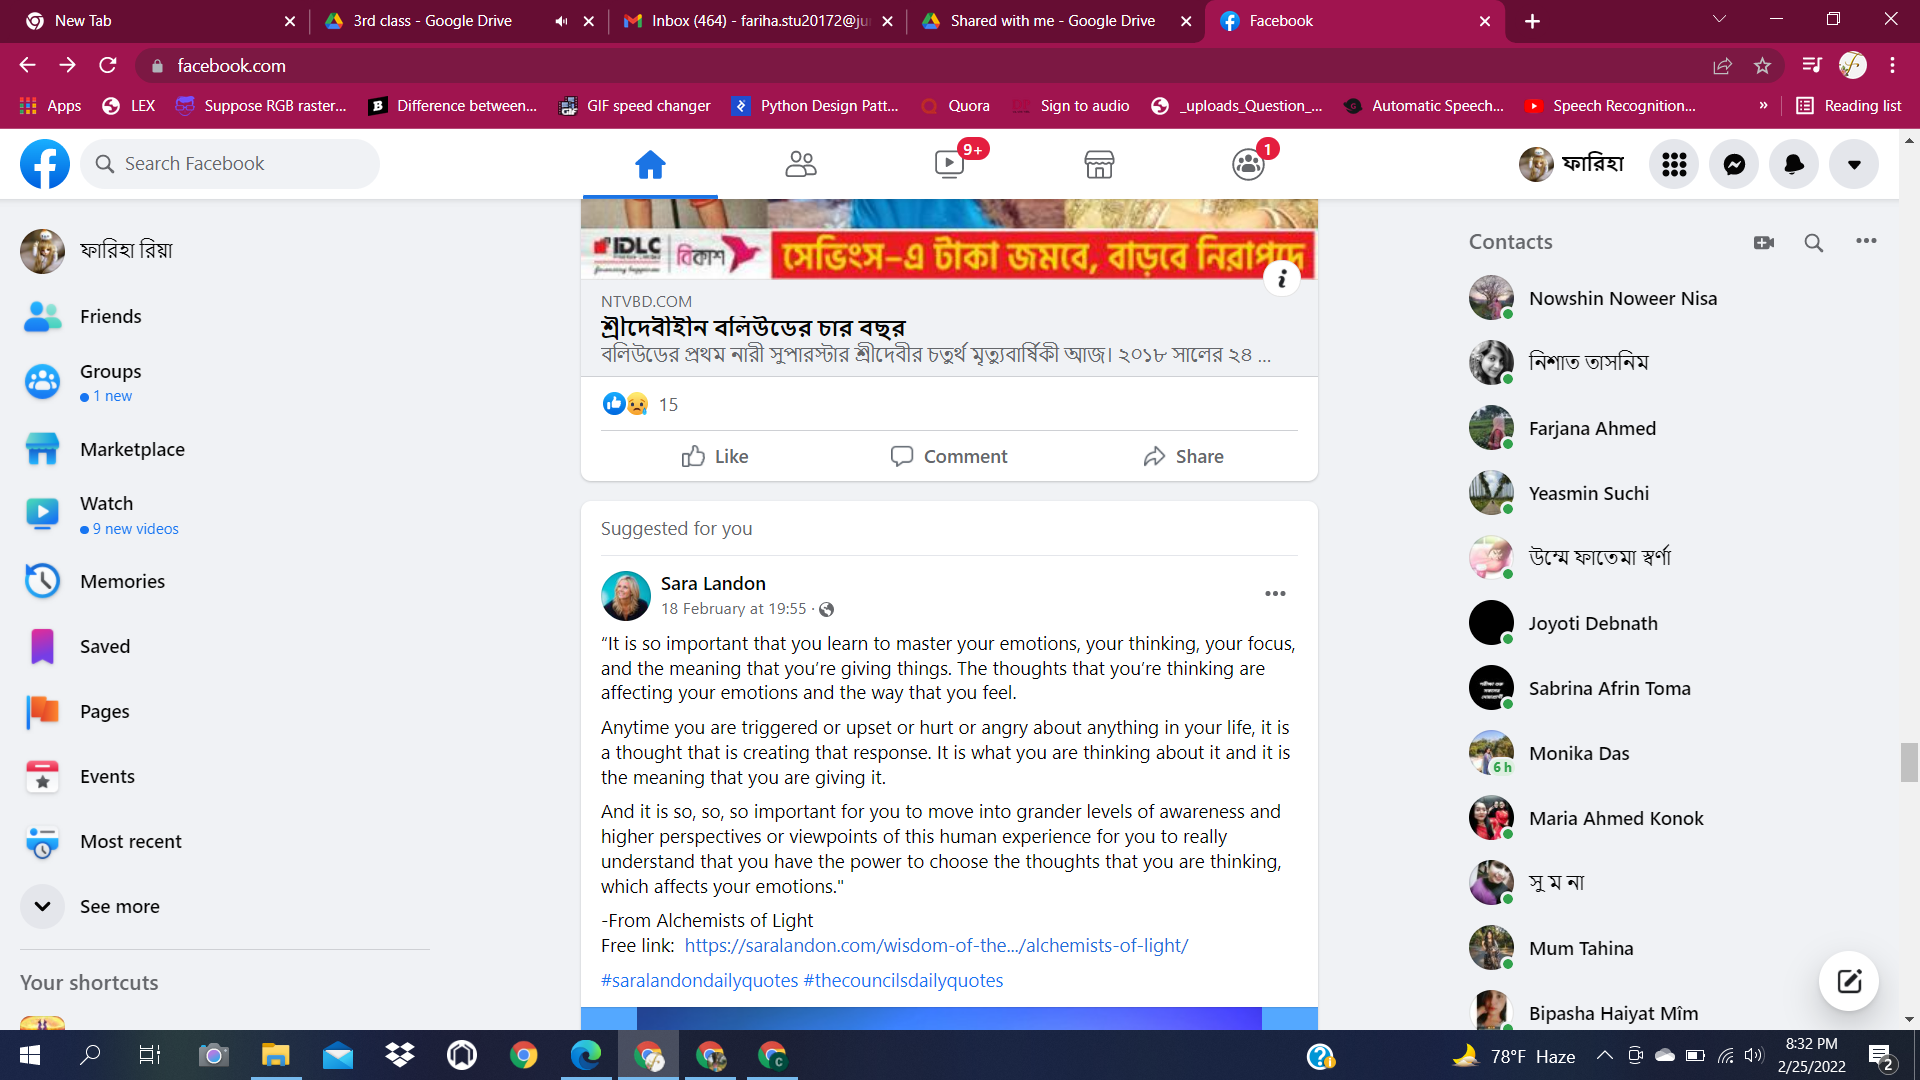 New Tab
3rd class - Google Drive
Inbox (464) - fariha.stu20172@ju
Shared with me - Google Drive
Facebook
facebook.com
Apps
LEX
Suppose RGB raster...
Difference between...
GIF speed changer
Python Design Patt...
Quora
Sign to audio
_uploads_Question_...
Automatic Speech...
Speech Recognition...
»
Reading list
Search Facebook
9+
1
ফারিহা
ফারিহা রিয়া
Friends
Groups
1 new
Marketplace
Watch
9 new videos
Memories
Saved
Pages
Events
Most recent
See more
Your shortcuts
IDLC
বিকাশ
সেভিংস-এ টাকা জমবে, বাড়বে নিরাপদে
NTVBD.COM
শ্রীদেবীহীন বলিউডের চার বছর
বলিউডের প্রথম নারী সুপারস্টার শ্রীদেবীর চতুর্থ মৃত্যুবার্ষিকী আজ। ২০১৮ সালের ২৪ ...
15
Like
Comment
Share
Suggested for you
Sara Landon
18 February at 19:55 ·
“It is so important that you learn to master your emotions, your thinking, your focus,
and the meaning that you’re giving things. The thoughts that you’re thinking are
affecting your emotions and the way that you feel.
Anytime you are triggered or upset or hurt or angry about anything in your life, it is
a thought that is creating that response. It is what you are thinking about it and it is
the meaning that you are giving it.
And it is so, so, so important for you to move into grander levels of awareness and
higher perspectives or viewpoints of this human experience for you to really
understand that you have the power to choose the thoughts that you are thinking,
which affects your emotions."
-From Alchemists of Light
Free link: https://saralandon.com/wisdom-of-the.../alchemists-of-light/
#saralandondailyquotes #thecouncilsdailyquotes
Contacts
Nowshin Noweer Nisa
নিশাত তাসনিম
Farjana Ahmed
Yeasmin Suchi
উম্মে ফাতেমা স্বর্ণা
Joyoti Debnath
Sabrina Afrin Toma
Monika Das
6 h
Maria Ahmed Konok
সু ম না
Mum Tahina
Bipasha Haiyat Mîm
78°F Haze
8:32 PM
2/25/2022
2